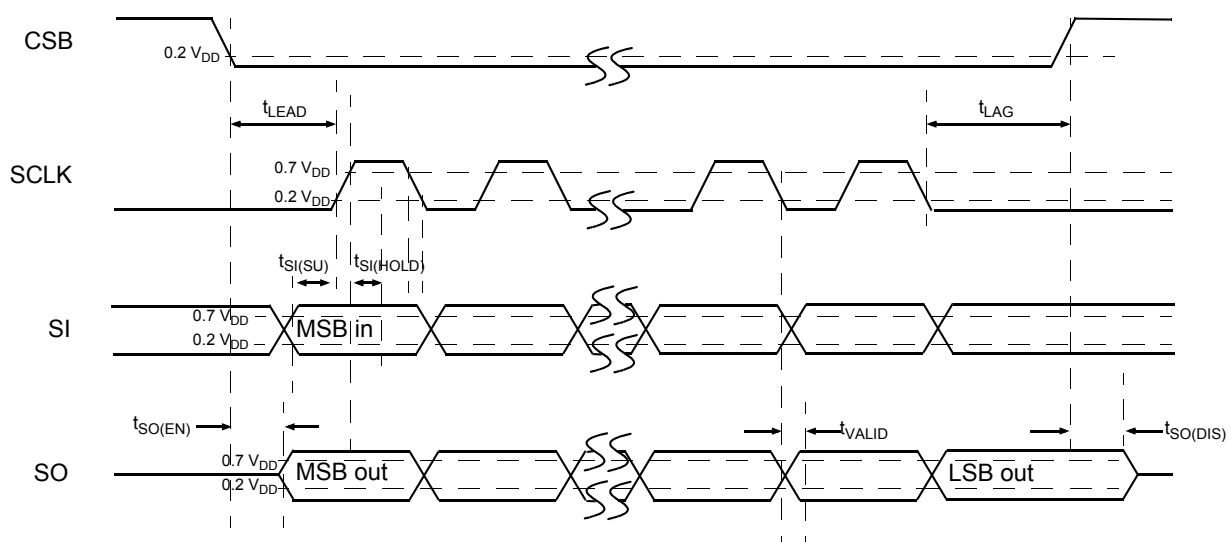 CSB
0.2 VDD
tLEAD
tLAG
SCLK
0.7 VDD
0.2 VDD
tSI(SU)
tSI(HOLD)
SI
0.7 VDD
MSB in
0.2 VDD
tSO(EN)
tVALID
tSO(DIS)
SO
0.7 VDD
MSB out
LSB out
0.2 VDD